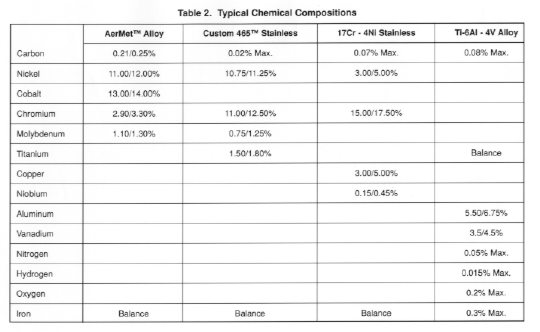 Table 2. Typical Chemical Compositions
AerMet™ Alloy Custom 465™ Stainless 17Cr - 4Ni Stainless Ti-6Al - 4V Alloy
Carbon 0.21/0.25% 0.02% Max. 0.07% Max. 0.08% Max.
Nickel 11.00/12.00% 10.75/11.25% 3.00/5.00%
Cobalt 13.00/14.00%
Chromium 2.90/3.30% 11.00/12.50% 15.00/17.50%
Molybdenum 1.10/1.30% 0.75/1.25%
Titanium 1.50/1.80% Balance
Copper 3.00/5.00%
Niobium 0.15/0.45%
Aluminum 5.50/6.75%
Vanadium 3.5/4.5%
Nitrogen 0.05% Max.
Hydrogen 0.015% Max.
Oxygen 0.2% Max.
Iron Balance Balance Balance 0.3% Max.